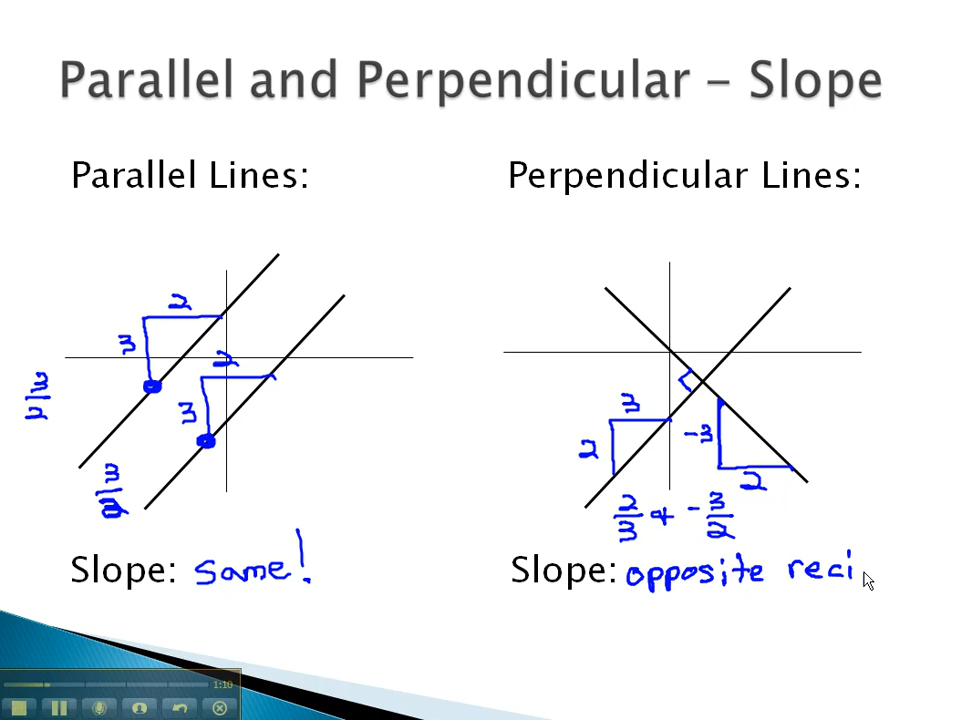 Parallel and Perpendicular – Slope
Parallel Lines:
Perpendicular Lines:
2
3
2
3
3
2
3
2
-3
2
3
2
2/3 + - 3/2
Slope: same!
Slope: opposite reci
1:10